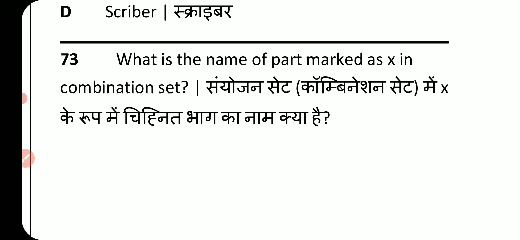 D Scriber | स्क्राइबर
73 What is the name of part marked as x in
combination set? | संयोजन सेट (कॉम्बिनेशन सेट) में x
के रूप में चिह्नित भाग का नाम क्या है?